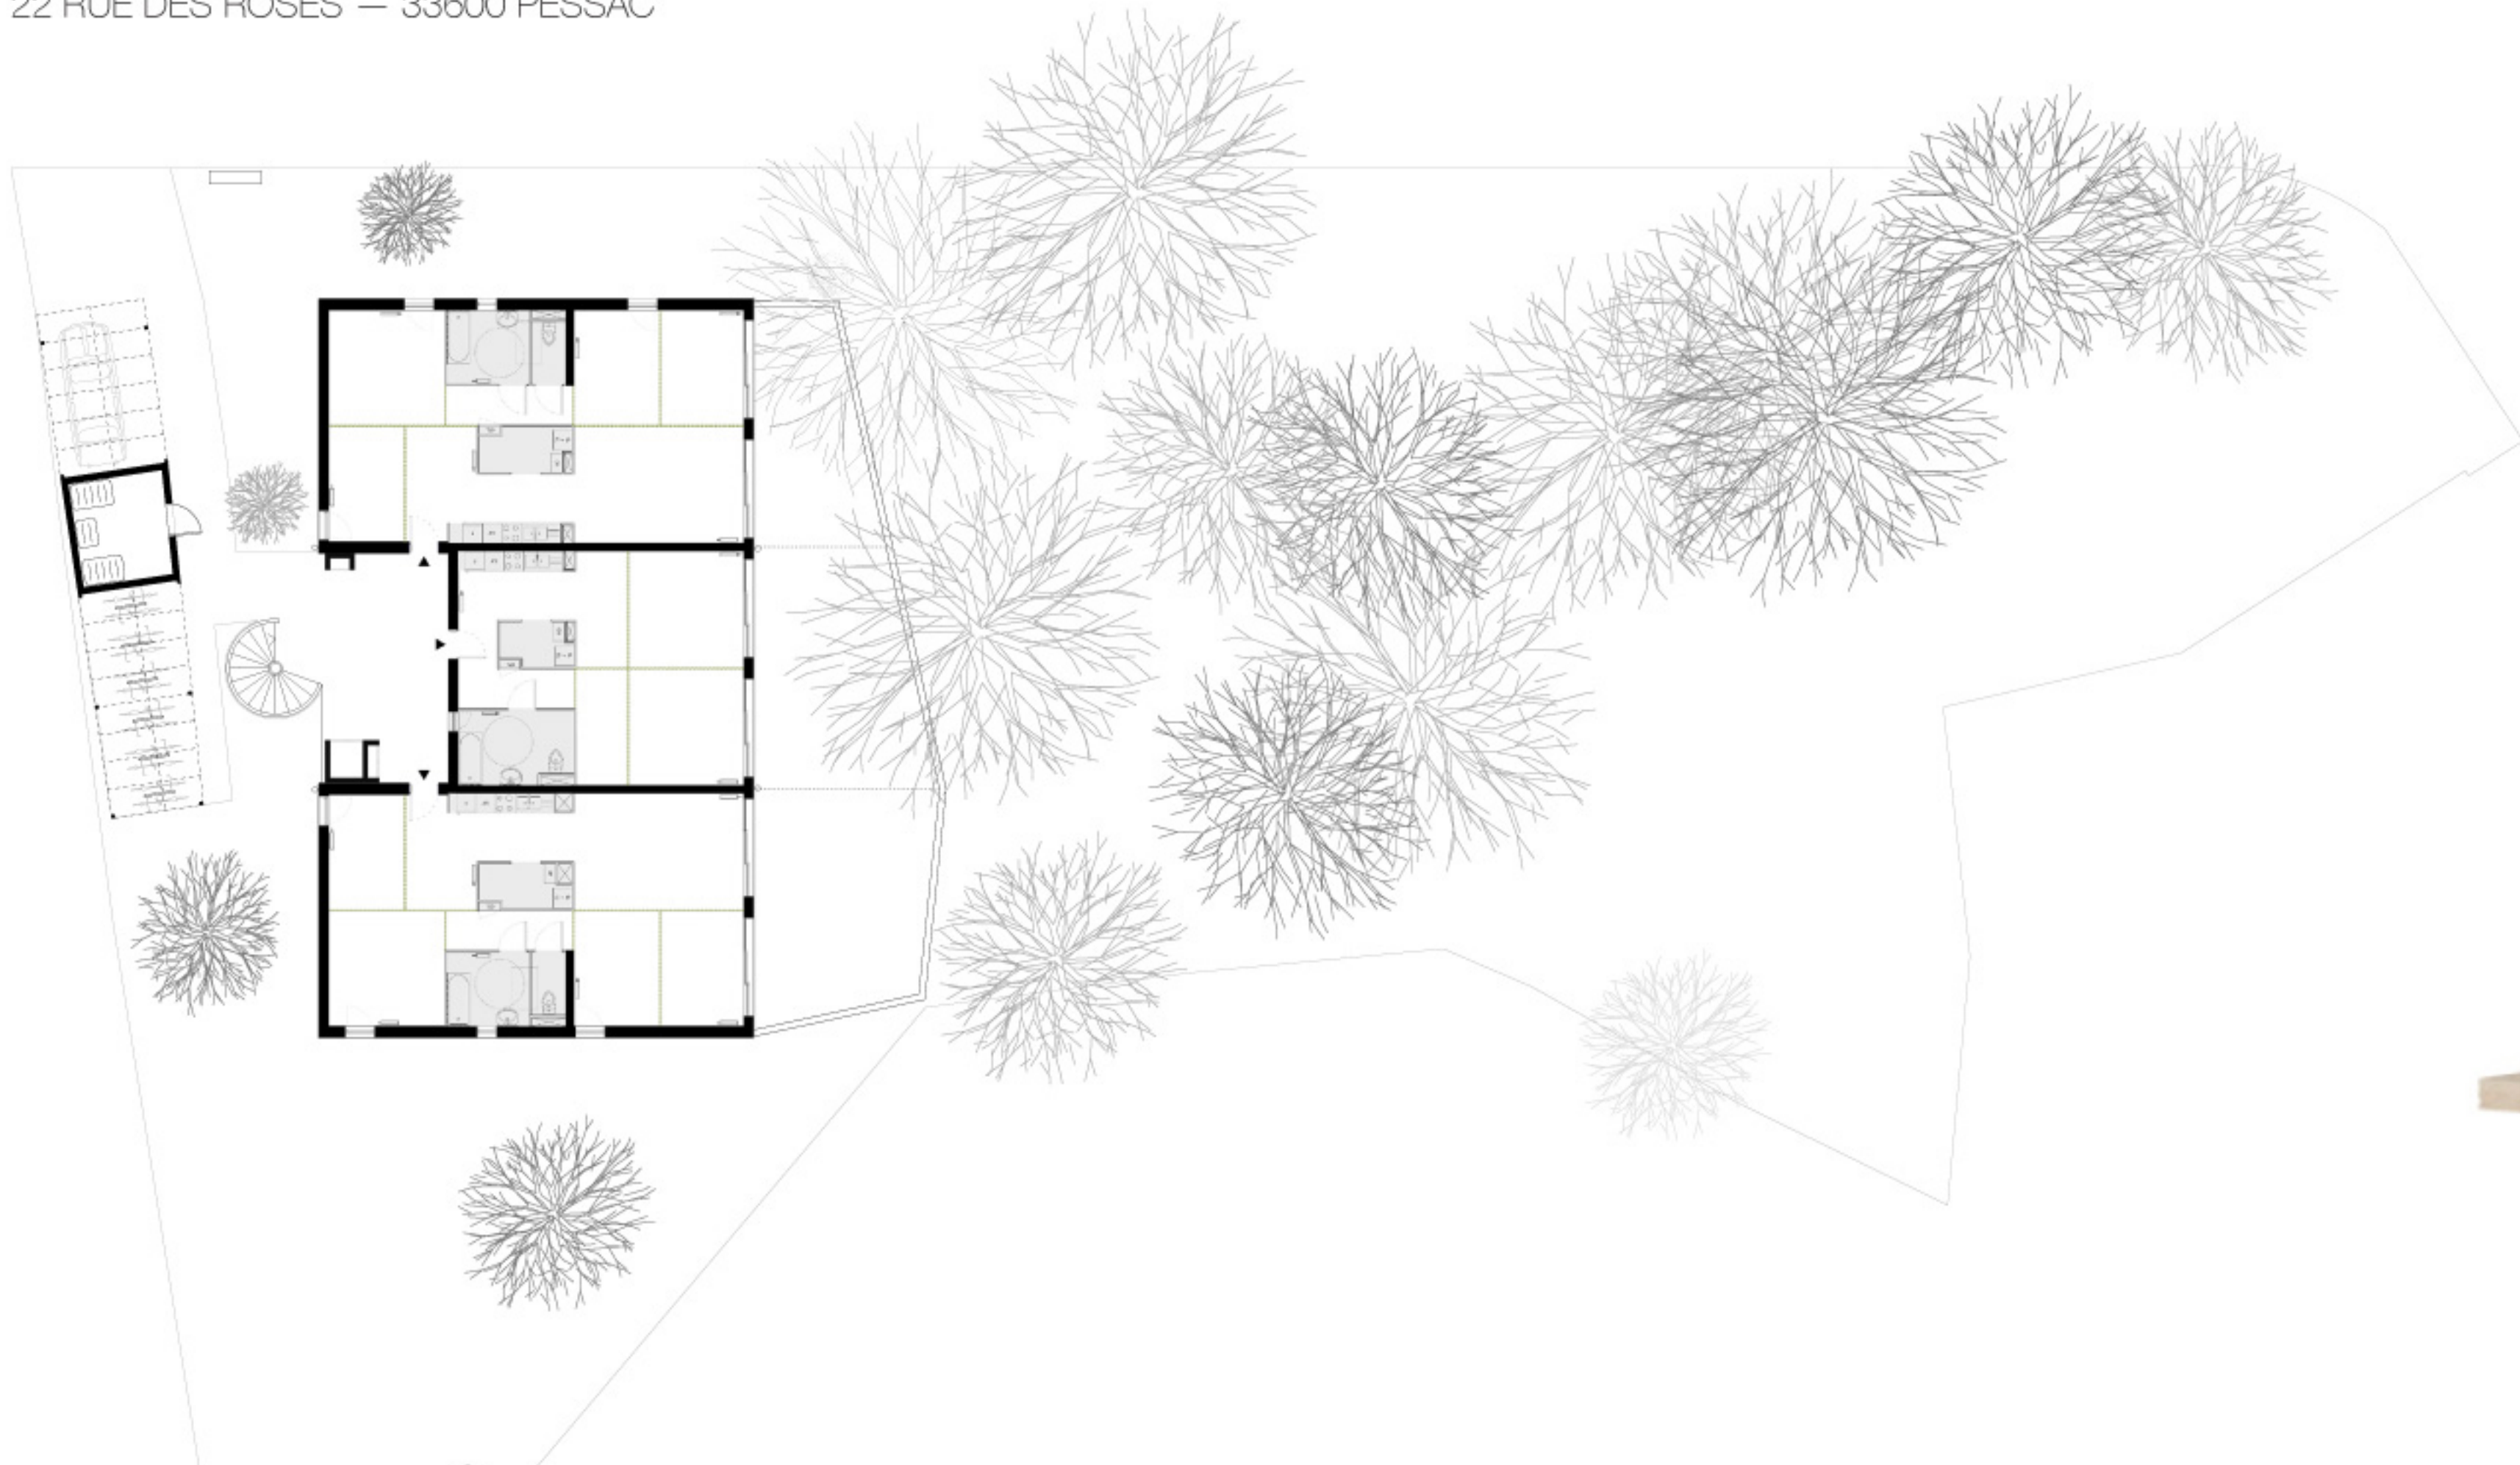 22 RUE DES ROSES — 33600 PESSAC